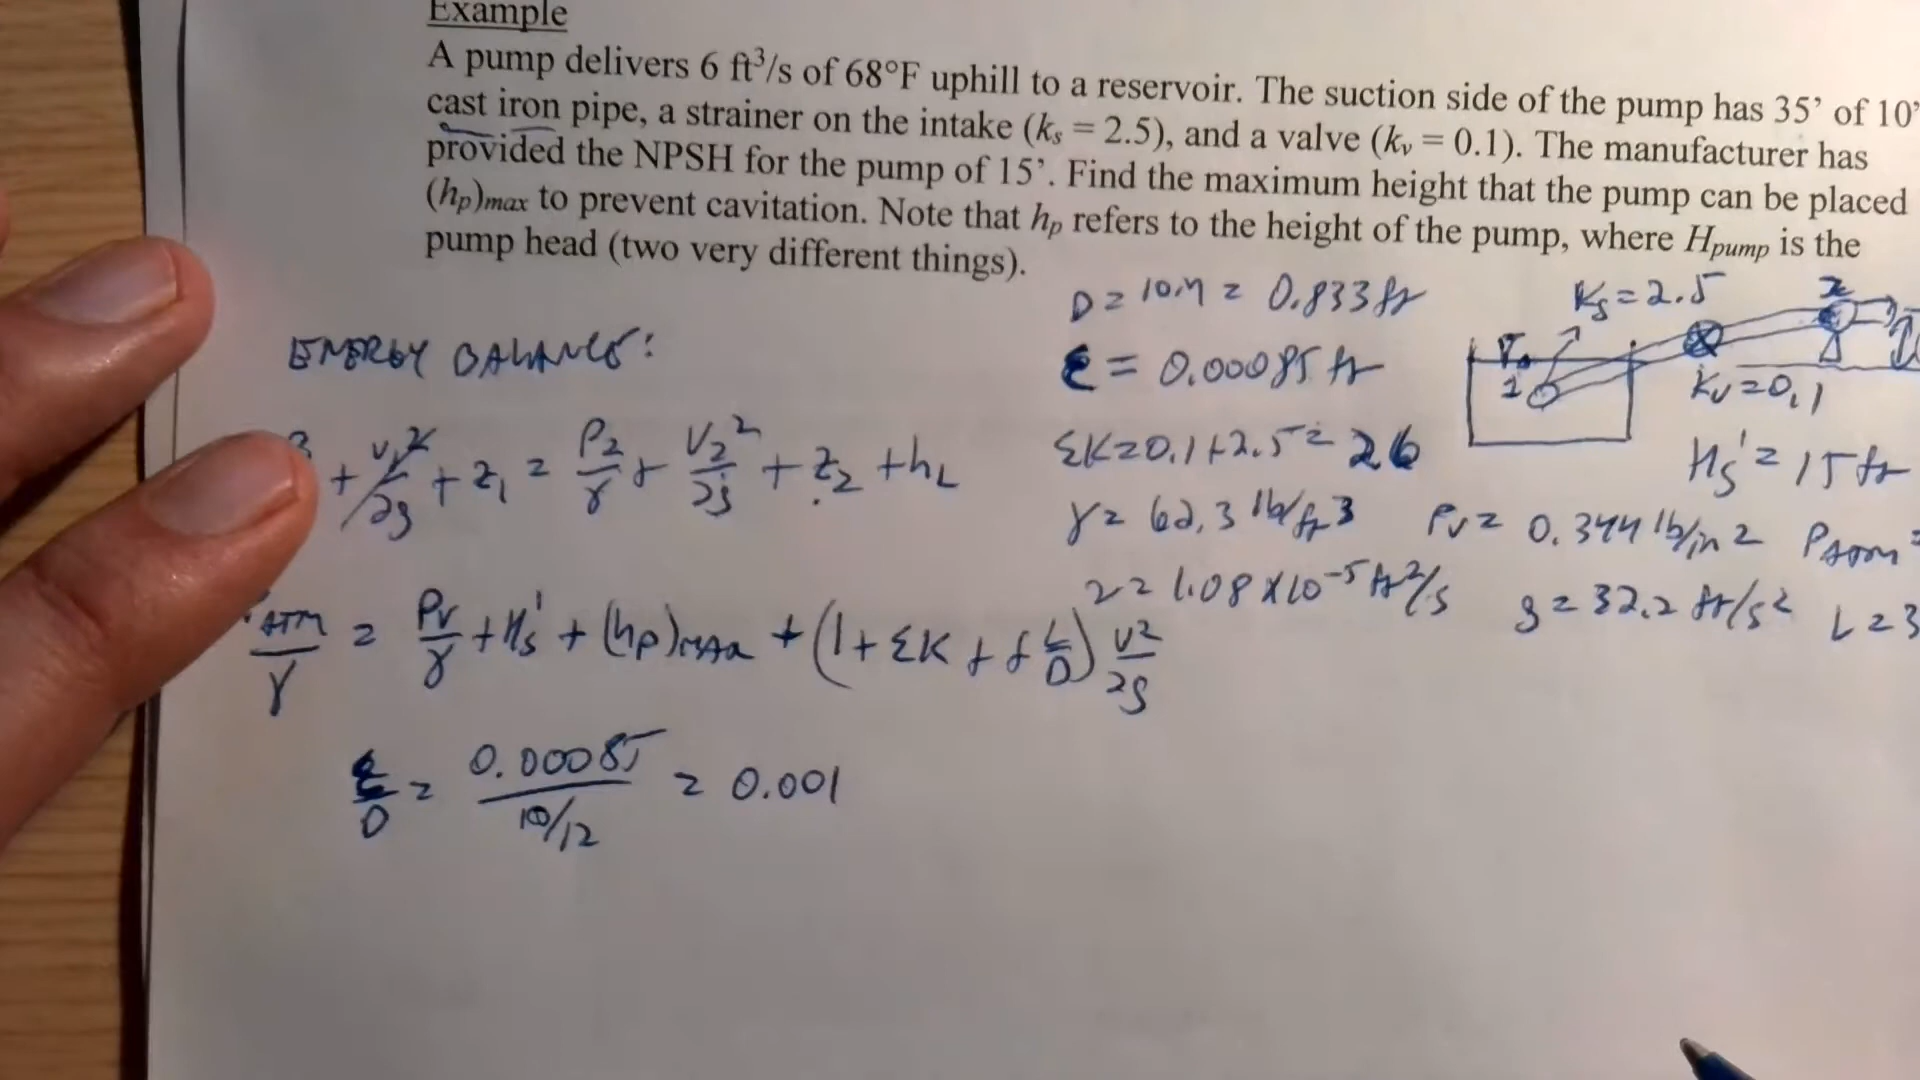 Example
A pump delivers 6 ft³/s of 68°F uphill to a reservoir. The suction side of the pump has 35’ of 10’
cast iron pipe, a strainer on the intake (kₛ = 2.5), and a valve (kᵥ = 0.1). The manufacturer has
provided the NPSH for the pump of 15’. Find the maximum height that the pump can be placed
(hₚ)max to prevent cavitation. Note that hₚ refers to the height of the pump, where Hpump is the
pump head (two very different things).
D = 10in = 0.833 ft
Ks = 2.5
2
ENERGY BALANCE:
ε = 0.00085 ft
1
Kv = 0.1
+ V₁²/2g + z₁ = P₂/γ + V₂²/2g + z₂ + hL
ΣK = 0.1 + 2.5 = 26
Hs' = 15 ft
γ = 62.3 lb/ft3
Pv = 0.344 lb/in2
PATM =
ν = 1.08 x10⁻⁵ ft²/s
g = 32.2 ft/s²
L = 3
ATM/γ = Pv/γ + Hs' + (hp)max + (1 + ΣK + f L/D) V²/2g
ε/D = 0.00085/10/12 = 0.001